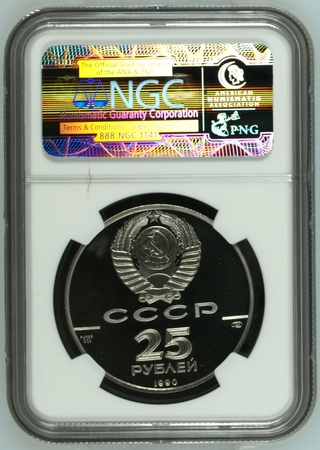 The Official Grading Service
of the ANA & PNG
NGC
Numismatic Guaranty Corporation
Terms & Conditions
888.NGC.1141
AMERICAN
NUMISMATIC
ASSOCIATION
P·N·G
СССР
25
РУБЛЕЙ
1990